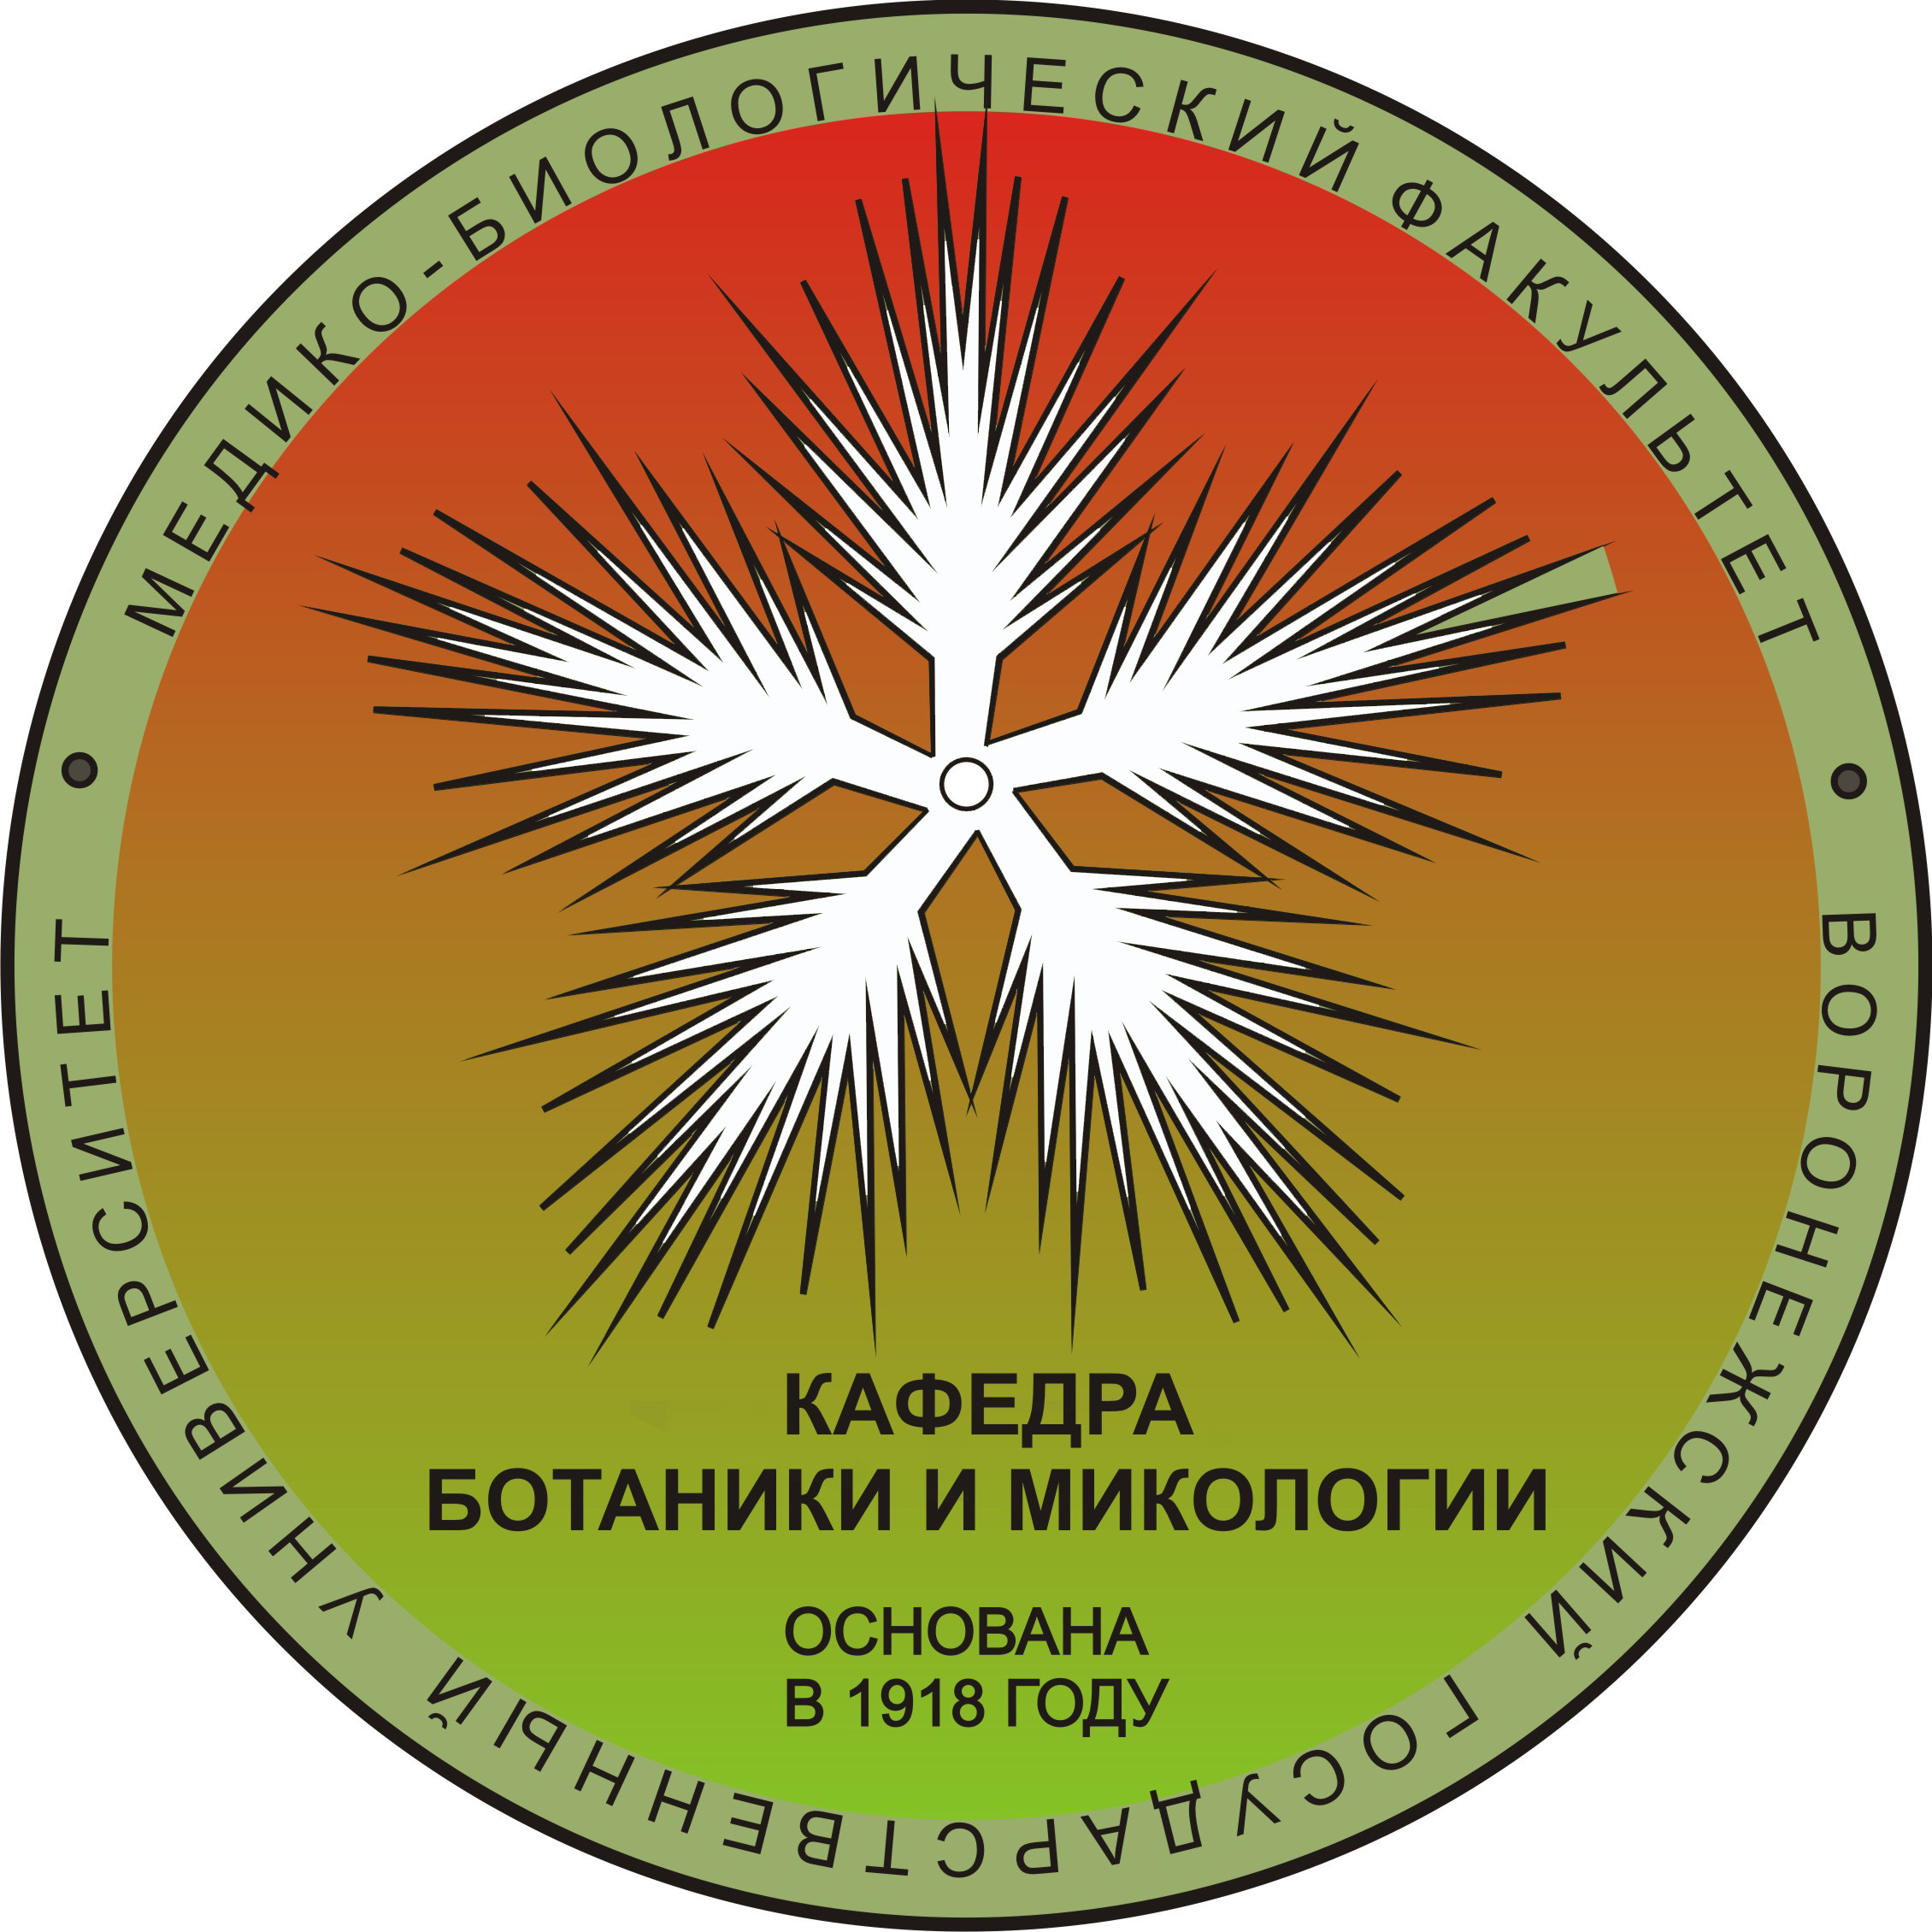 МЕДИКО-БИОЛОГИЧЕСКИЙ ФАКУЛЬТЕТ
ВОРОНЕЖСКИЙ ГОСУДАРСТВЕННЫЙ УНИВЕРСИТЕТ
КАФЕДРА
БОТАНИКИ И МИКОЛОГИИ
ОСНОВАНА
В 1918 ГОДУ